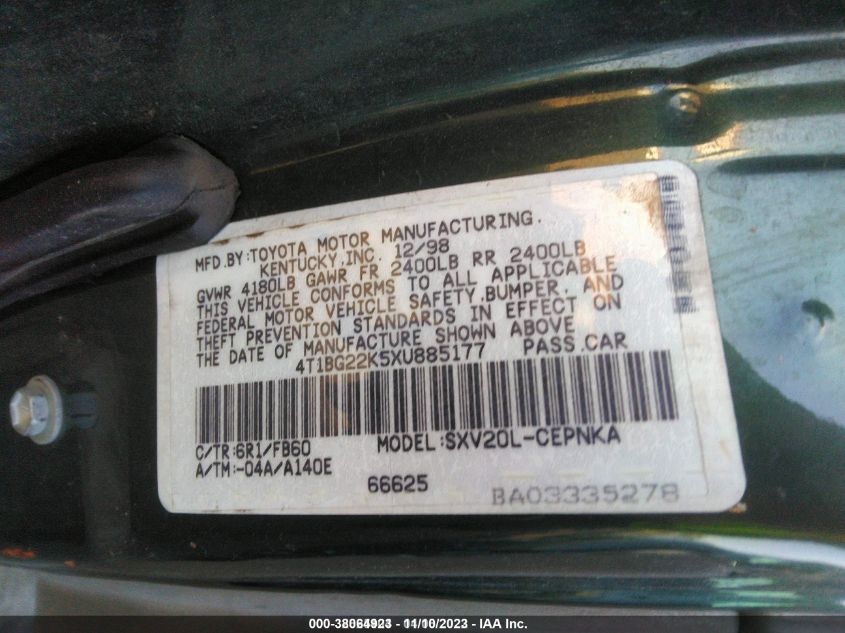 MFD.BY:TOYOTA MOTOR MANUFACTURING.
KENTUCKY,INC. 12/98
GVWR 4180LB GAWR FR 2400LB RR 2400LB
THIS VEHICLE CONFORMS TO ALL APPLICABLE
FEDERAL MOTOR VEHICLE SAFETY,BUMPER, AND
THEFT PREVENTION STANDARDS IN EFFECT ON
THE DATE OF MANUFACTURE SHOWN ABOVE
4T1BG22K5XU885177 PASS.CAR
C/TR:6R1/FB60 MODEL:SXV20L-CEPNKA
A/TM:-04A/A140E
66625 BA03335278
11/10/2023 - IAA Inc.